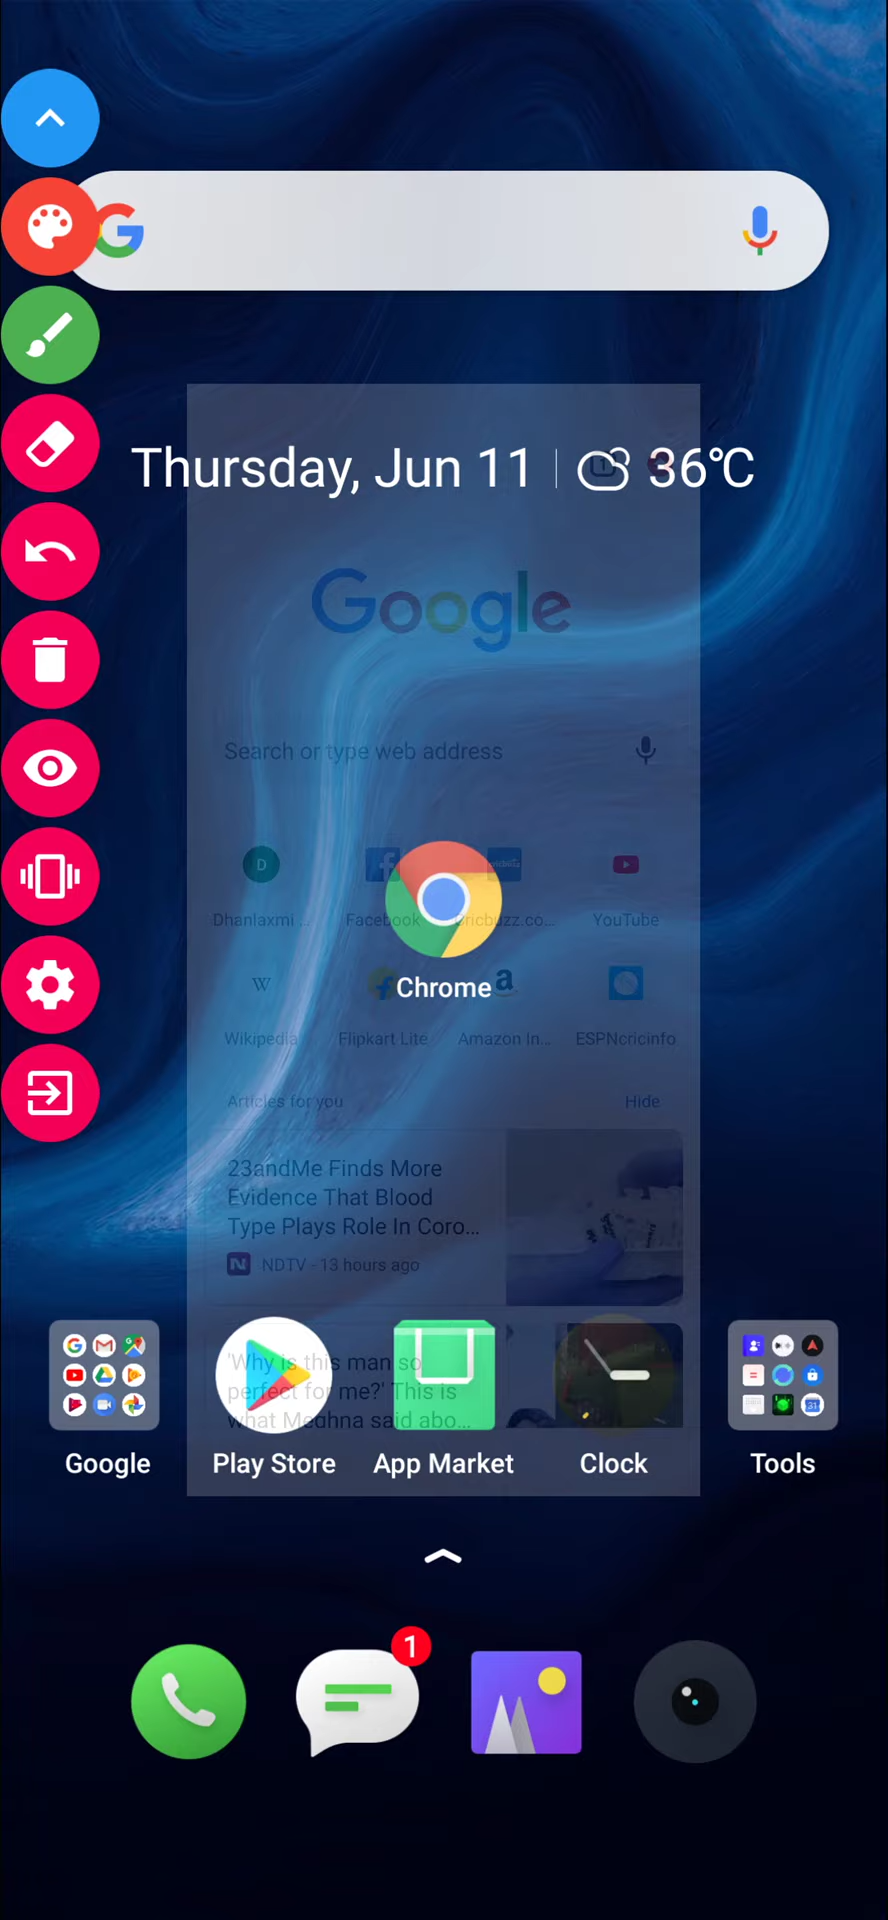 Thursday, Jun 11 | 36°C
Google
Search or type web address
D
Dhanlaxmi ... Facebook Cricbuzz.co... YouTube
W a
Wikipedia Flipkart Lite Amazon In... ESPNcricinfo
Chrome
Articles for you Hide
23andMe Finds More
Evidence That Blood
Type Plays Role In Coro...
N NDTV - 13 hours ago
'Why is this man so
perfect for me?' This is
what Meghna said abo...
Google Play Store App Market Clock Tools
1